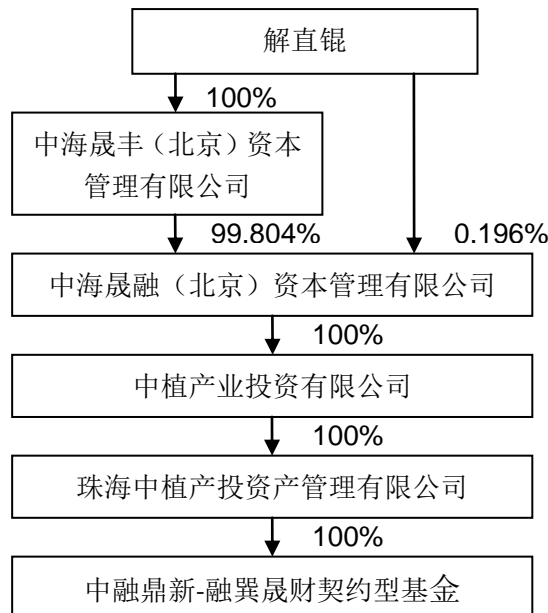 解直锟
100%
中海晟丰（北京）资本
管理有限公司
99.804%
0.196%
中海晟融（北京）资本管理有限公司
100%
中植产业投资有限公司
100%
珠海中植产投资产管理有限公司
100%
中融鼎新-融巽晟财契约型基金